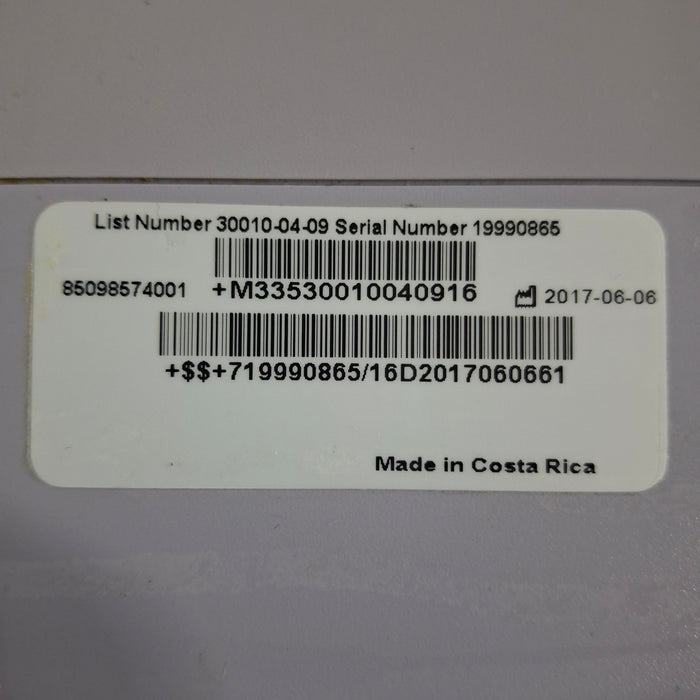 List Number 30010-04-09 Serial Number 19990865
85098574001 +M33530010040916 2017-06-06
+$$+719990865/16D2017060661
Made in Costa Rica